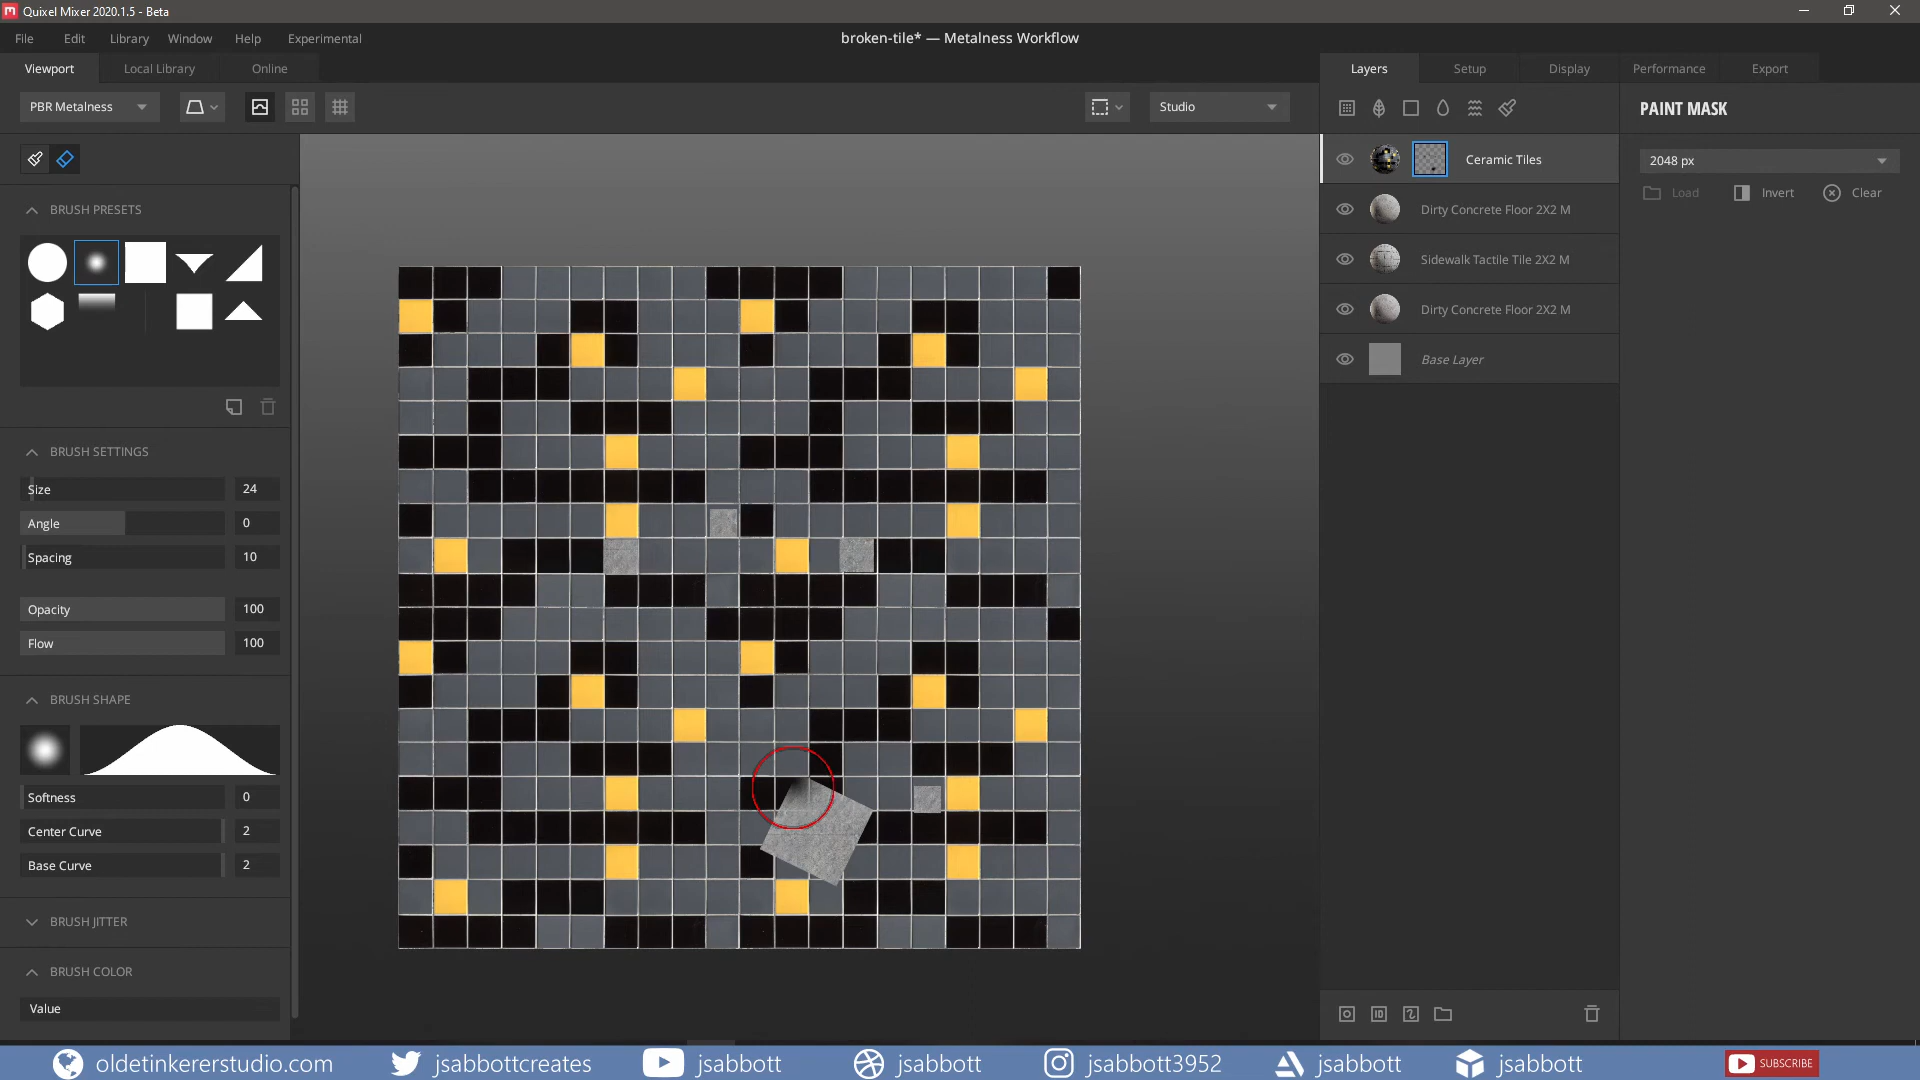 Quixel Mixer 2020.1.5 - Beta
File Edit Library Window Help Experimental
broken-tile* — Metalness Workflow
Viewport Local Library Online
Layers Setup Display Performance Export
PBR Metalness
Studio
PAINT MASK
Ceramic Tiles
2048 px
Load Invert Clear
BRUSH PRESETS
Dirty Concrete Floor 2X2 M
Sidewalk Tactile Tile 2X2 M
Dirty Concrete Floor 2X2 M
Base Layer
BRUSH SETTINGS
Size 24
Angle 0
Spacing 10
Opacity 100
Flow 100
BRUSH SHAPE
Softness 0
Center Curve 2
Base Curve 2
BRUSH JITTER
BRUSH COLOR
Value
oldetinkererstudio.com jsabbottcreates jsabbott jsabbott jsabbott3952 jsabbott jsabbott SUBSCRIBE